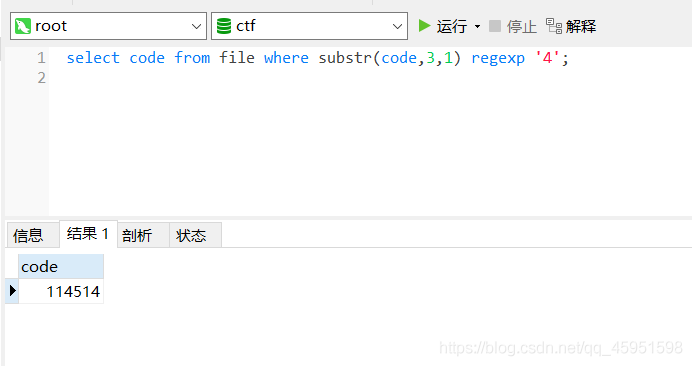 root ctf 运行 停止 解释
1 select code from file where substr(code,3,1) regexp '4';
2
信息 结果 1 剖析 状态
code
114514
https://blog.csdn.net/qq_45951598